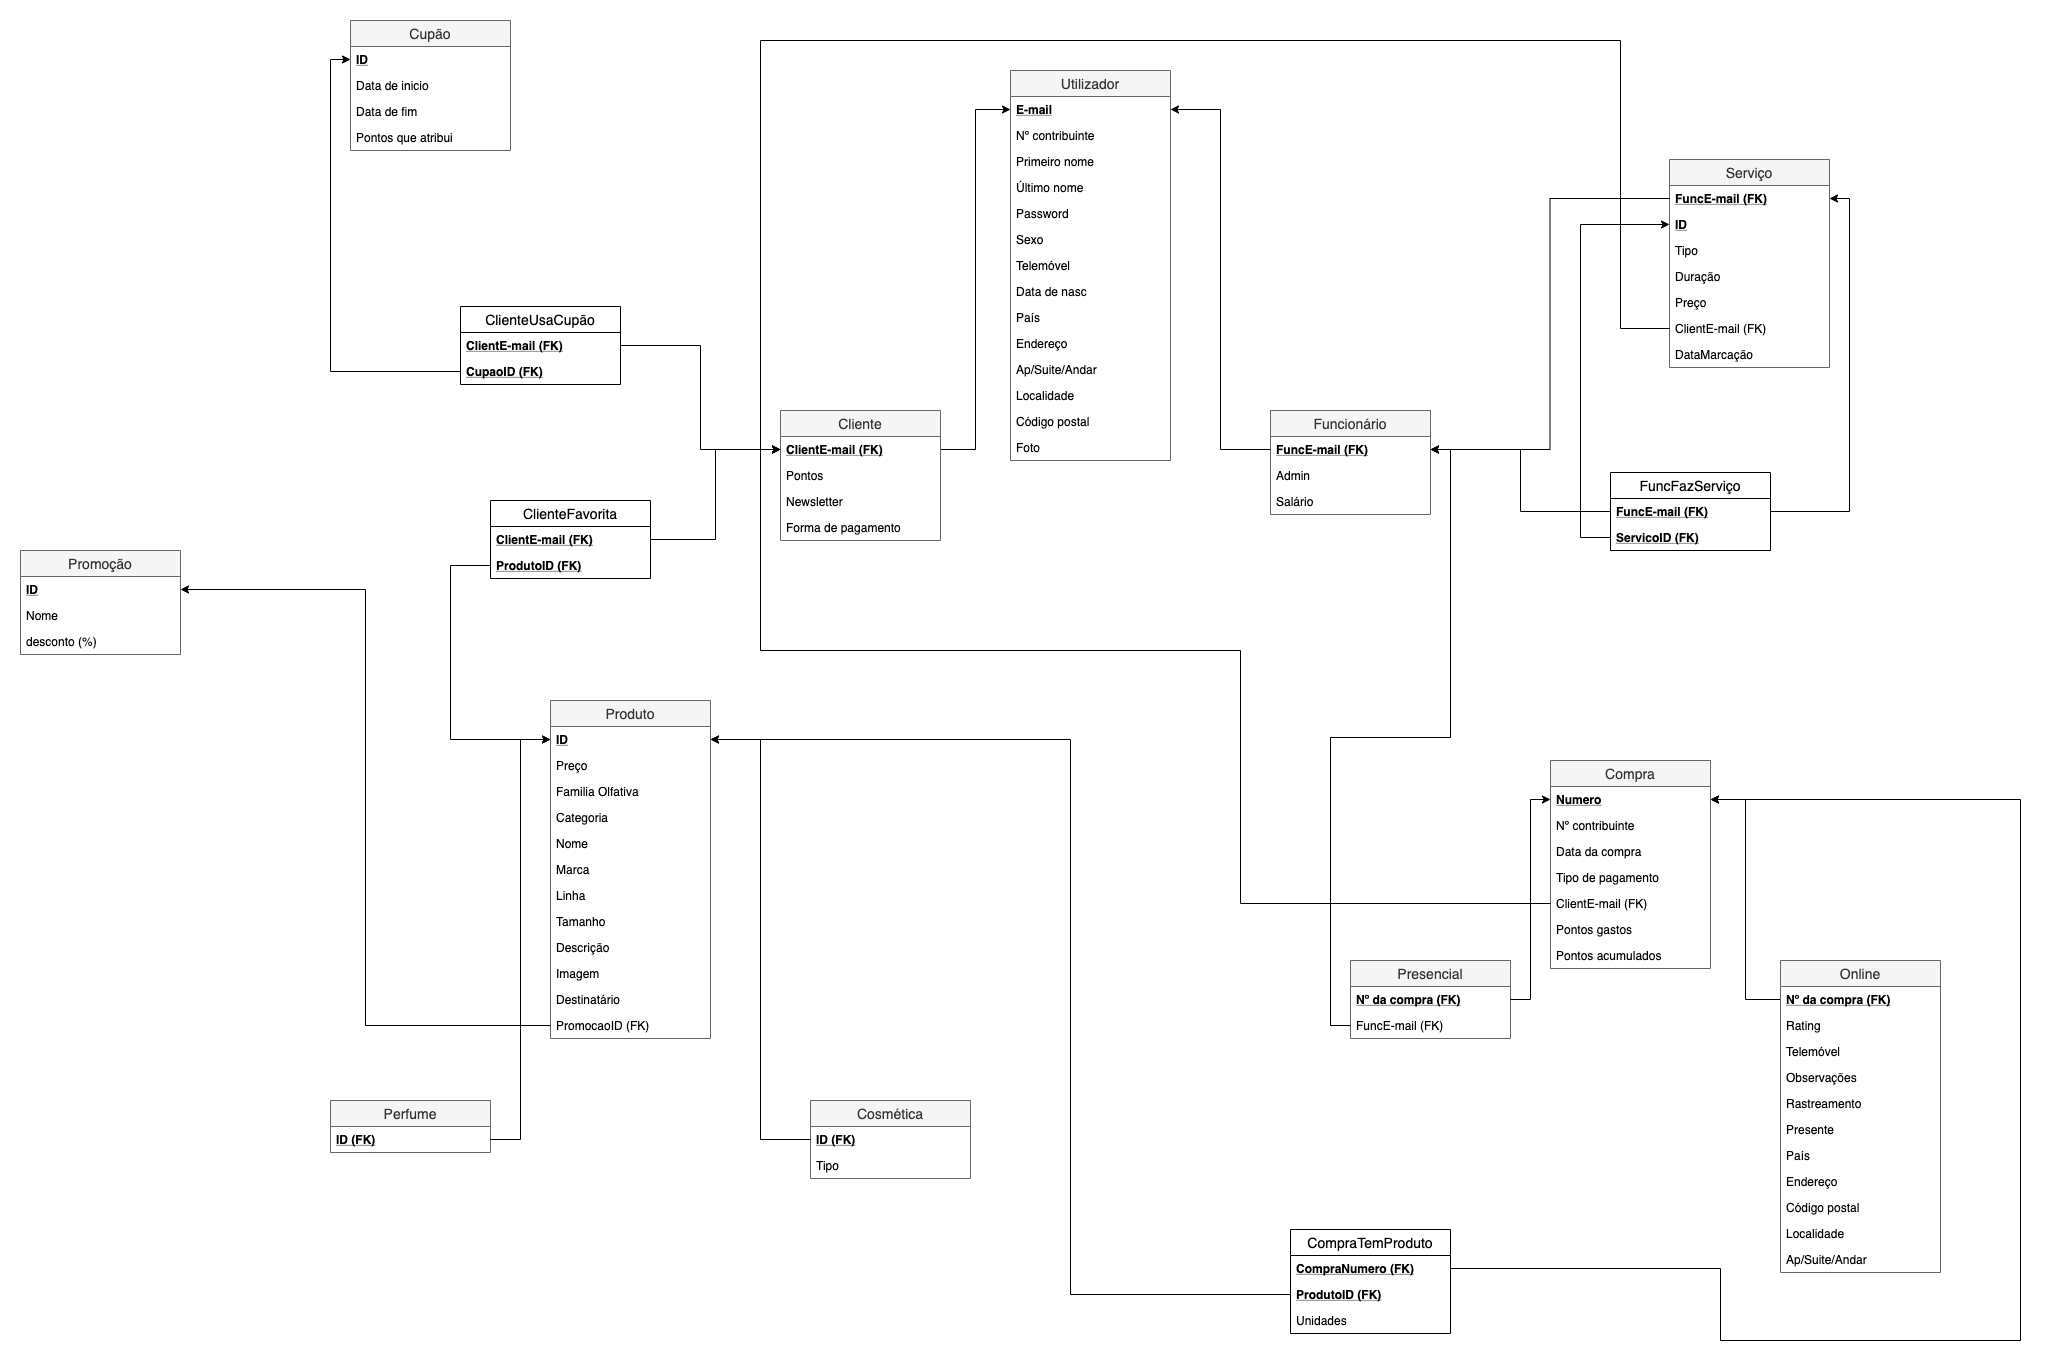 Cupão
ID
Data de inicio
Data de fim
Pontos que atribui
Utilizador
E-mail
Nº contribuinte
Primeiro nome
Último nome
Password
Sexo
Telemóvel
Data de nasc
País
Endereço
Ap/Suite/Andar
Localidade
Código postal
Foto
Serviço
FuncE-mail (FK)
ID
Tipo
Duração
Preço
ClientE-mail (FK)
DataMarcação
ClienteUsaCupão
ClientE-mail (FK)
CupaoID (FK)
Cliente
ClientE-mail (FK)
Pontos
Newsletter
Forma de pagamento
Funcionário
FuncE-mail (FK)
Admin
Salário
FuncFazServiço
FuncE-mail (FK)
ServicoID (FK)
ClienteFavorita
ClientE-mail (FK)
ProdutoID (FK)
Promoção
ID
Nome
desconto (%)
Produto
ID
Preço
Familia Olfativa
Categoria
Nome
Marca
Linha
Tamanho
Descrição
Imagem
Destinatário
PromocaoID (FK)
Compra
Numero
Nº contribuinte
Data da compra
Tipo de pagamento
ClientE-mail (FK)
Pontos gastos
Pontos acumulados
Presencial
Nº da compra (FK)
FuncE-mail (FK)
Online
Nº da compra (FK)
Rating
Telemóvel
Observações
Rastreamento
Presente
País
Endereço
Código postal
Localidade
Ap/Suite/Andar
Perfume
ID (FK)
Cosmética
ID (FK)
Tipo
CompraTemProduto
CompraNumero (FK)
ProdutoID (FK)
Unidades